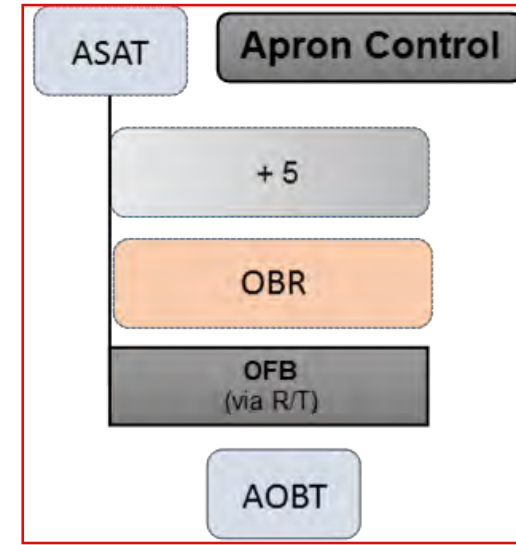 ASAT
Apron Control
+ 5
OBR
OFB
(via R/T)
AOBT